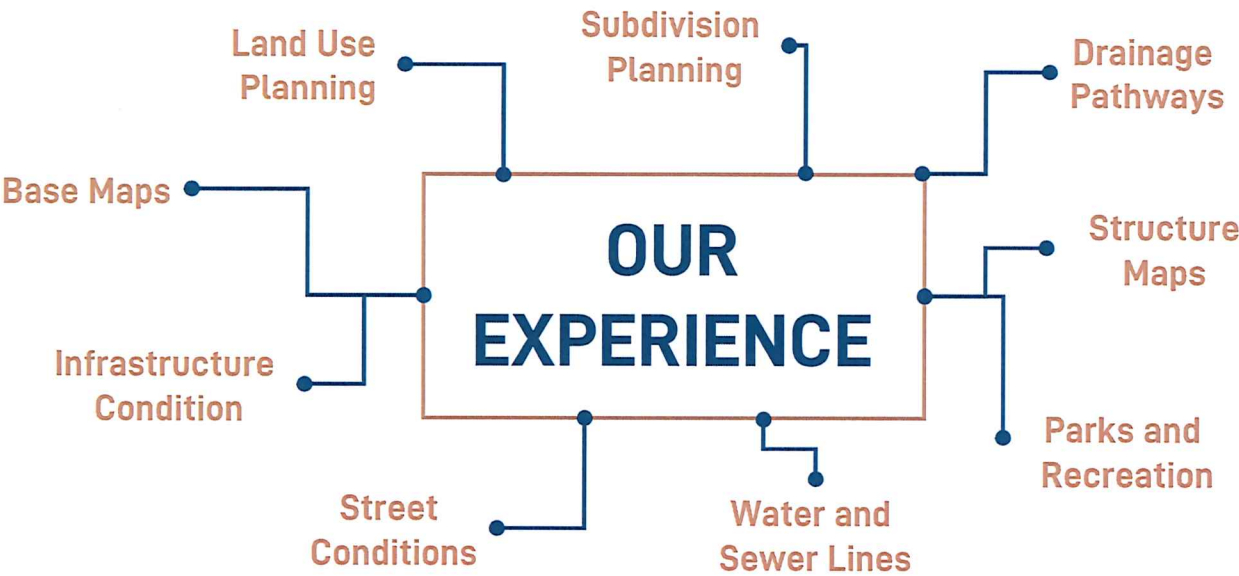 Land Use
Planning
Subdivision
Planning
Drainage
Pathways
Base Maps
OUR
EXPERIENCE
Structure
Maps
Infrastructure
Condition
Parks and
Recreation
Street
Conditions
Water and
Sewer Lines